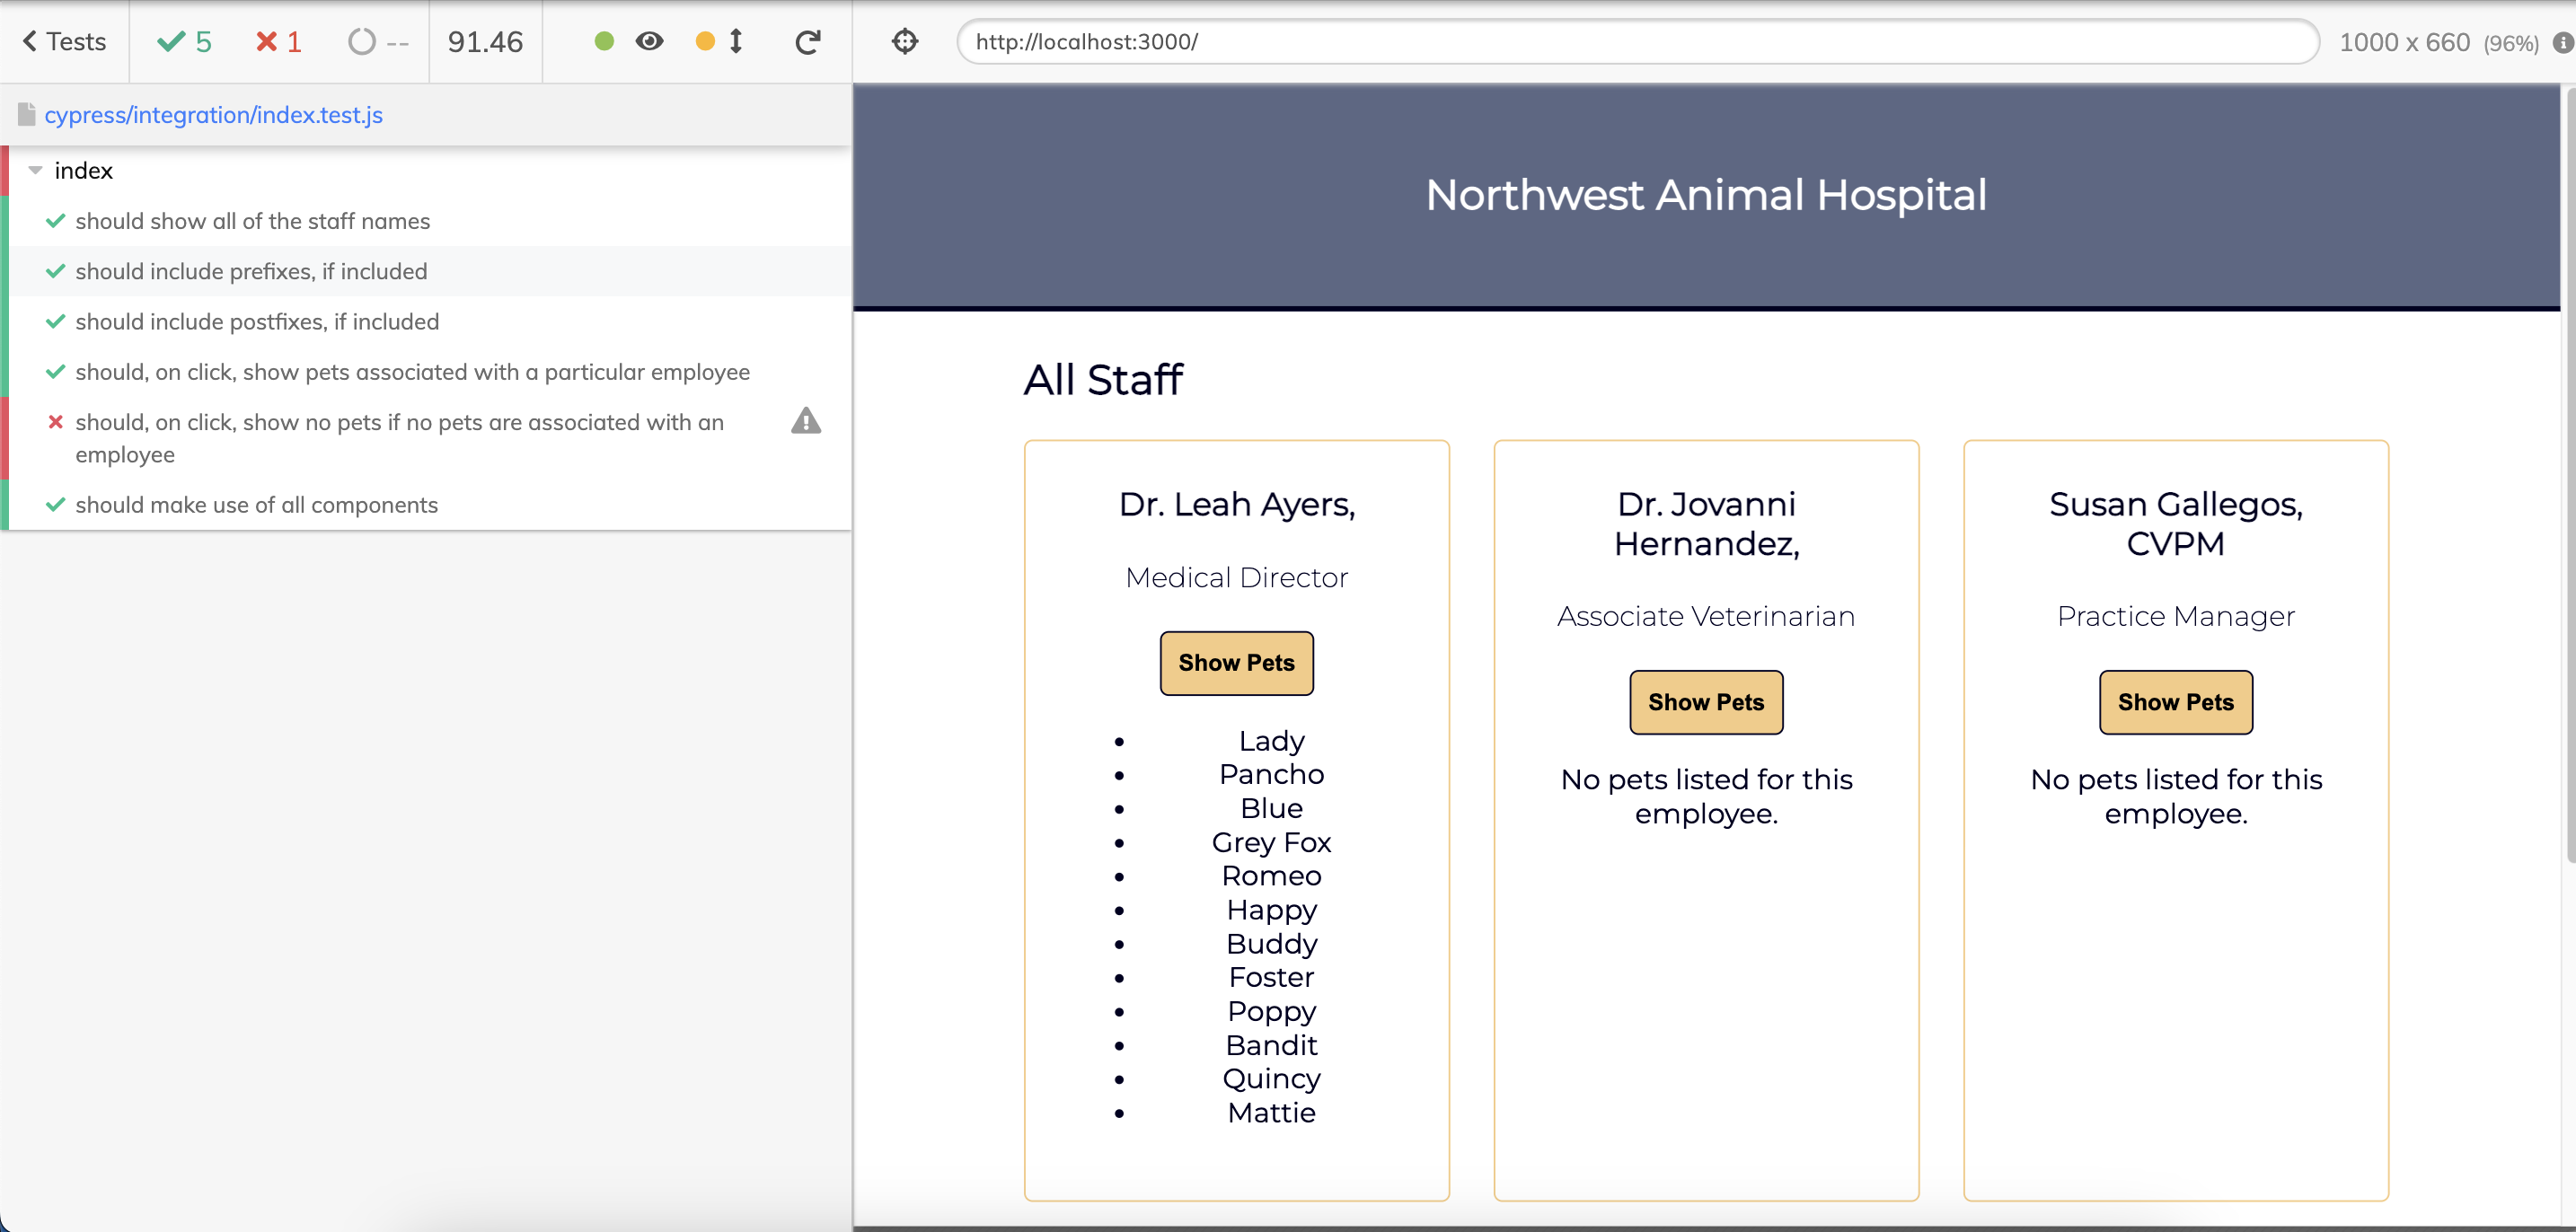 Tests 5 1 -- 91.46
http://localhost:3000/ 1000 x 660 (96%)
cypress/integration/index.test.js
index
should show all of the staff names
should include prefixes, if included
should include postfixes, if included
should, on click, show pets associated with a particular employee
should, on click, show no pets if no pets are associated with an
employee
should make use of all components
Northwest Animal Hospital
All Staff
Dr. Leah Ayers,
Medical Director
Show Pets
Lady
Pancho
Blue
Grey Fox
Romeo
Happy
Buddy
Foster
Poppy
Bandit
Quincy
Mattie
Dr. Jovanni
Hernandez,
Associate Veterinarian
Show Pets
No pets listed for this
employee.
Susan Gallegos,
CVPM
Practice Manager
Show Pets
No pets listed for this
employee.